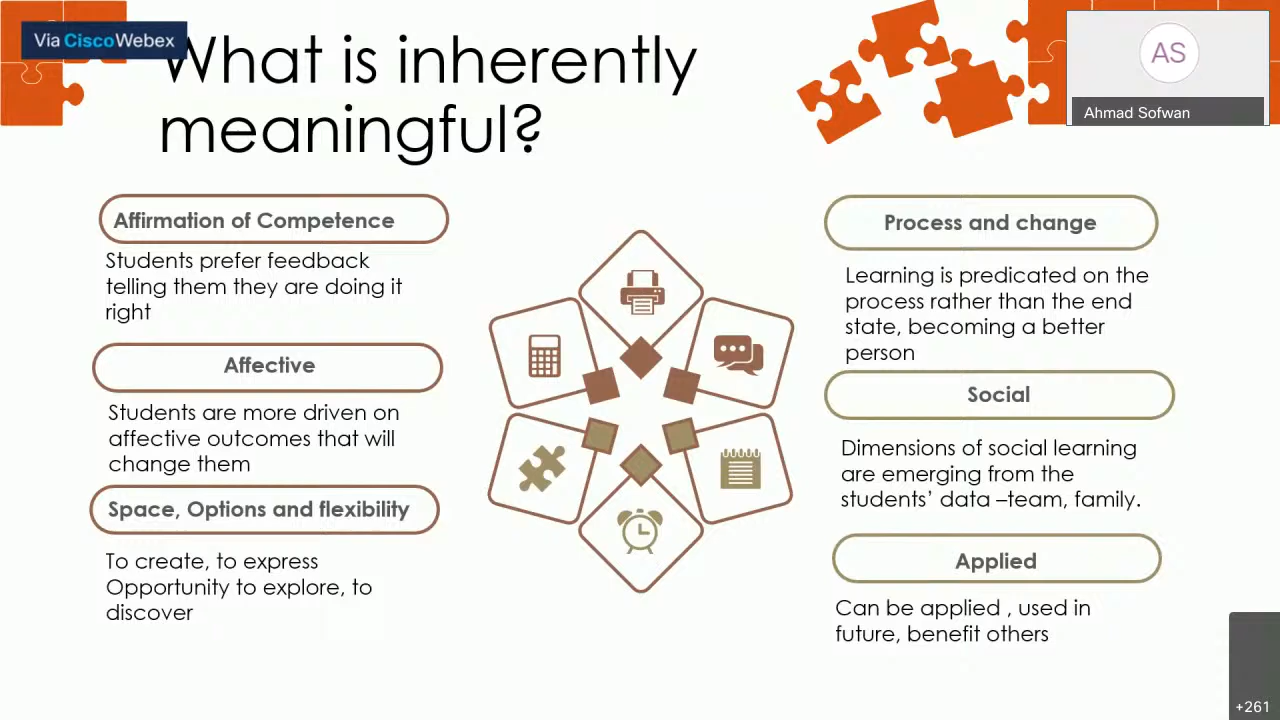 Via Cisco Webex
What is inherently
meaningful?
AS
Ahmad Sofwan
Affirmation of Competence
Students prefer feedback
telling them they are doing it
right
Affective
Students are more driven on
affective outcomes that will
change them
Space, Options and flexibility
To create, to express
Opportunity to explore, to
discover
Process and change
Learning is predicated on the
process rather than the end
state, becoming a better
person
Social
Dimensions of social learning
are emerging from the
students’ data –team, family.
Applied
Can be applied , used in
future, benefit others
+261